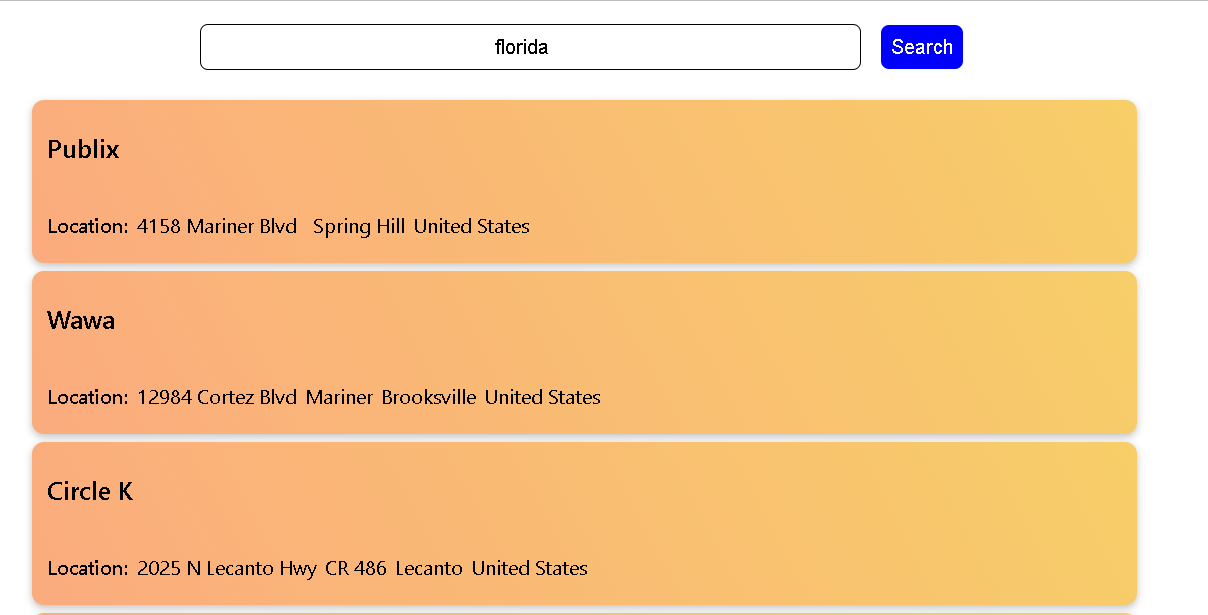 florida
Search
Publix
Location: 4158 Mariner Blvd Spring Hill United States
Wawa
Location: 12984 Cortez Blvd Mariner Brooksville United States
Circle K
Location: 2025 N Lecanto Hwy CR 486 Lecanto United States